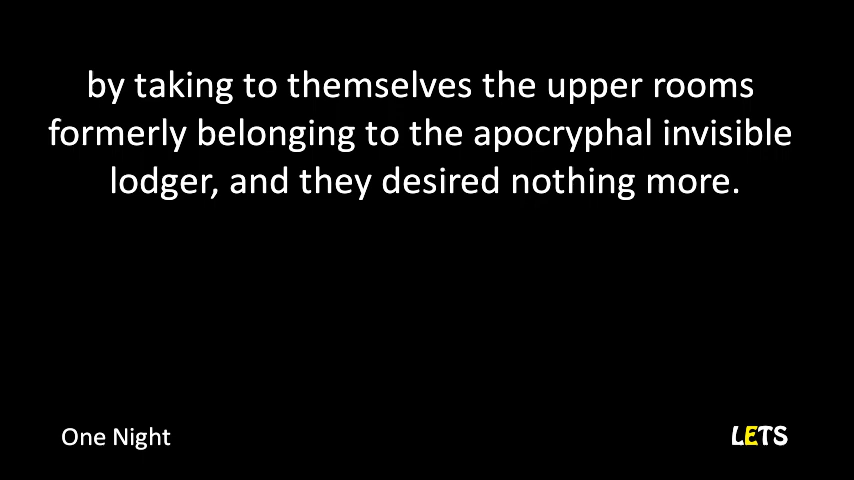 by taking to themselves the upper rooms
formerly belonging to the apocryphal invisible
lodger, and they desired nothing more.
One Night
LETS